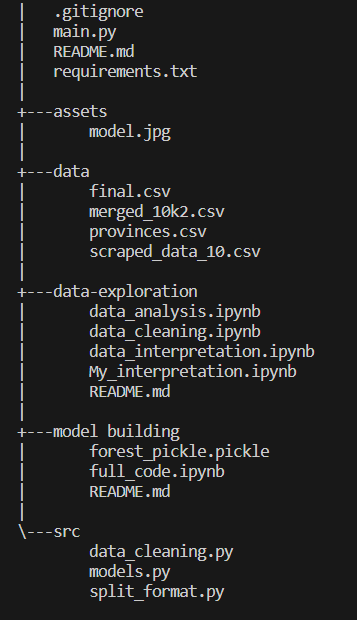 |   .gitignore
|   main.py
|   README.md
|   requirements.txt
|
+---assets
|       model.jpg
|
+---data
|       final.csv
|       merged_10k2.csv
|       provinces.csv
|       scraped_data_10.csv
|
+---data-exploration
|       data_analysis.ipynb
|       data_cleaning.ipynb
|       data_interpretation.ipynb
|       My_interpretation.ipynb
|       README.md
|
+---model building
|       forest_pickle.pickle
|       full_code.ipynb
|       README.md
|
\---src
        data_cleaning.py
        models.py
        split_format.py